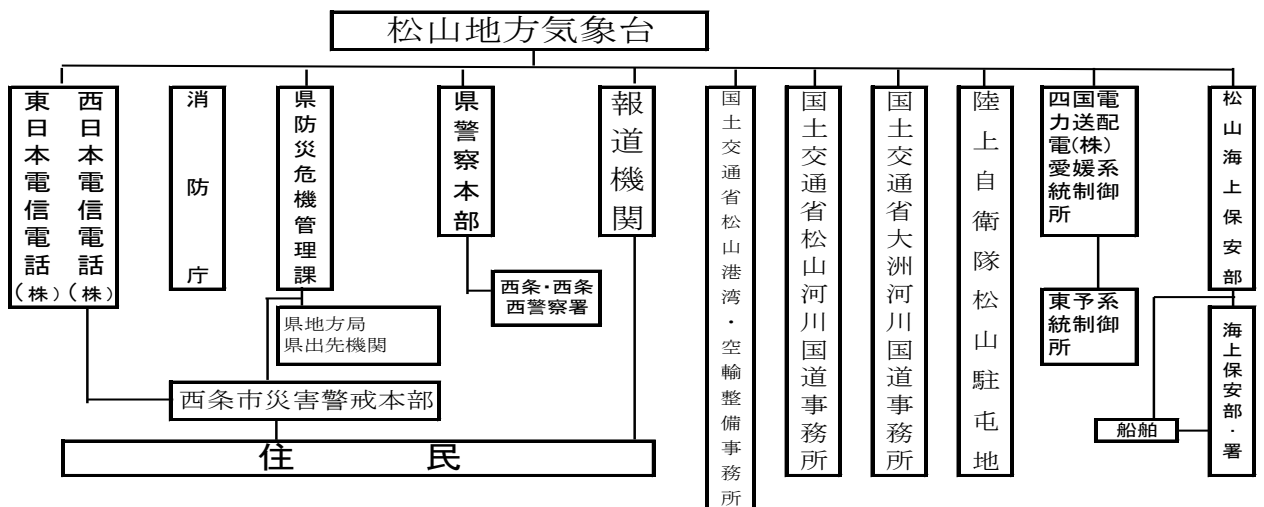 松山地方気象台
東日本電信電話（株）
西日本電信電話（株）
消防庁
県防災危機管理課
県警察本部
報道機関
国土交通省松山港湾・空輸整備事務所
国土交通省松山河川国道事務所
国土交通省大洲河川国道事務所
陸上自衛隊松山駐屯地
四国電
力送配
電(株)
愛媛系
統制御
所
松山海上保安部
西条・西条
西警察署
県地方局
県出先機関
東予系
統制御
所
海上保安部・署
西条市災害警戒本部
船舶
住民